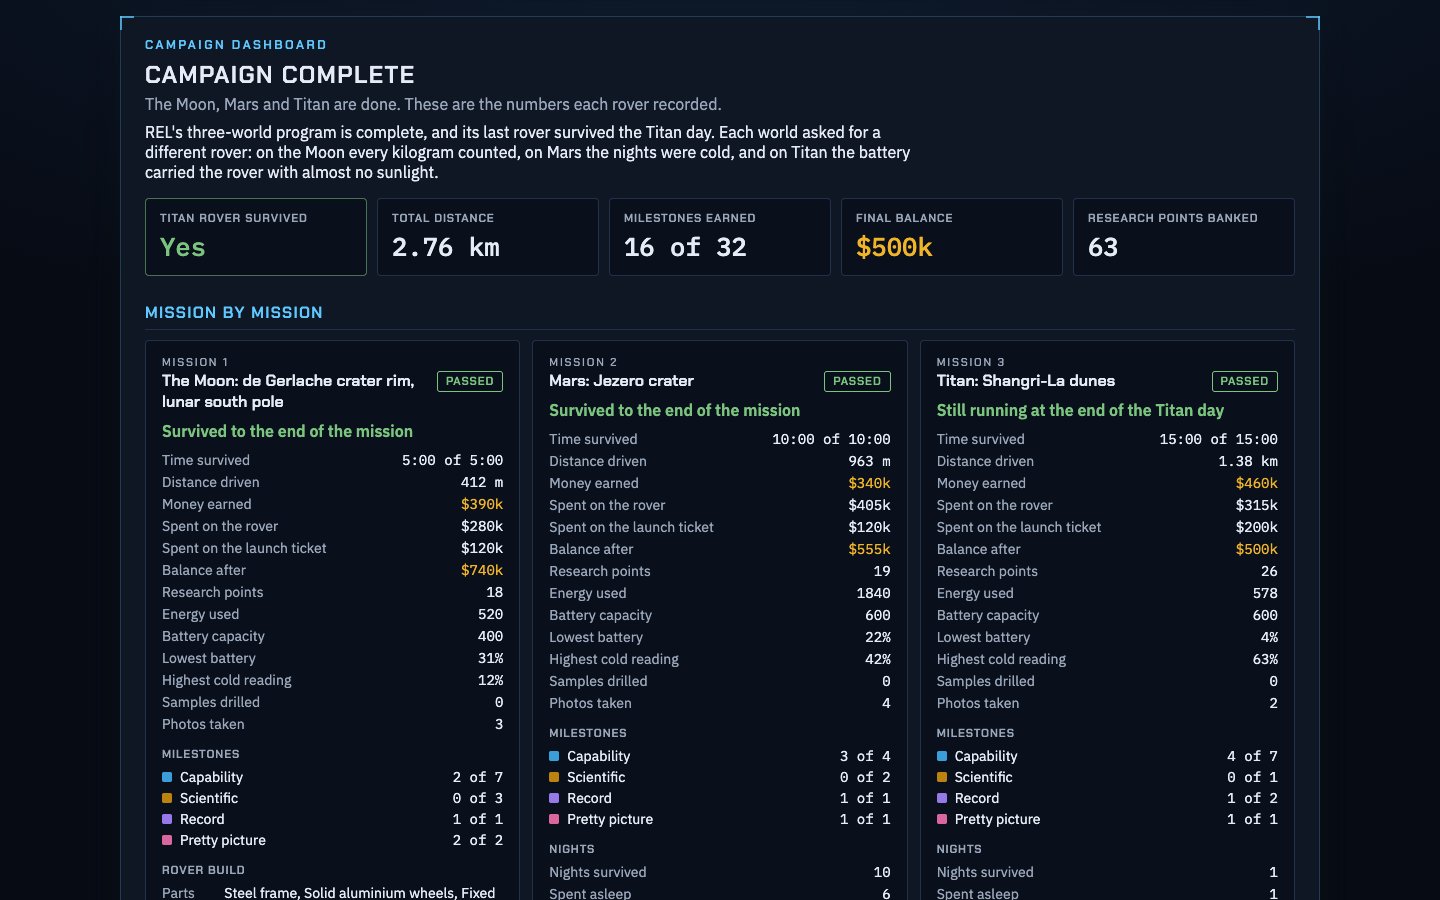 CAMPAIGN DASHBOARD
CAMPAIGN COMPLETE
The Moon, Mars and Titan are done. These are the numbers each rover recorded.
REL's three-world program is complete, and its last rover survived the Titan day. Each world asked for a
different rover: on the Moon every kilogram counted, on Mars the nights were cold, and on Titan the battery
carried the rover with almost no sunlight.
TITAN ROVER SURVIVED
Yes
TOTAL DISTANCE
2.76 km
MILESTONES EARNED
16 of 32
FINAL BALANCE
$500k
RESEARCH POINTS BANKED
63
MISSION BY MISSION
MISSION 1
The Moon: de Gerlache crater rim,
lunar south pole
PASSED
Survived to the end of the mission
Time survived 5:00 of 5:00
Distance driven 412 m
Money earned $390k
Spent on the rover $280k
Spent on the launch ticket $120k
Balance after $740k
Research points 18
Energy used 520
Battery capacity 400
Lowest battery 31%
Highest cold reading 12%
Samples drilled 0
Photos taken 3
MILESTONES
Capability 2 of 7
Scientific 0 of 3
Record 1 of 1
Pretty picture 2 of 2
ROVER BUILD
Parts Steel frame, Solid aluminium wheels, Fixed
MISSION 2
Mars: Jezero crater
PASSED
Survived to the end of the mission
Time survived 10:00 of 10:00
Distance driven 963 m
Money earned $340k
Spent on the rover $405k
Spent on the launch ticket $120k
Balance after $555k
Research points 19
Energy used 1840
Battery capacity 600
Lowest battery 22%
Highest cold reading 42%
Samples drilled 0
Photos taken 4
MILESTONES
Capability 3 of 4
Scientific 0 of 2
Record 1 of 1
Pretty picture 1 of 1
NIGHTS
Nights survived 10
Spent asleep 6
MISSION 3
Titan: Shangri-La dunes
PASSED
Still running at the end of the Titan day
Time survived 15:00 of 15:00
Distance driven 1.38 km
Money earned $460k
Spent on the rover $315k
Spent on the launch ticket $200k
Balance after $500k
Research points 26
Energy used 578
Battery capacity 600
Lowest battery 4%
Highest cold reading 63%
Samples drilled 0
Photos taken 2
MILESTONES
Capability 4 of 7
Scientific 0 of 1
Record 1 of 2
Pretty picture 1 of 1
NIGHTS
Nights survived 1
Spent asleep 1